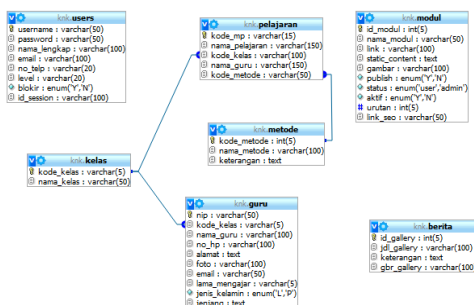 knk.users
username : varchar(50)
password : varchar(50)
nama_lengkap : varchar(100)
email : varchar(100)
no_telp : varchar(20)
level : varchar(20)
blokir : enum('Y','N')
id_session : varchar(100)
knk.pelajaran
kode_mp : varchar(15)
nama_pelajaran : varchar(150)
kode_kelas : varchar(100)
nama_guru : varchar(150)
kode_metode : varchar(50)
knk.modul
id_modul : int(5)
nama_modul : varchar(50)
link : varchar(100)
static_content : text
gambar : varchar(100)
publish : enum('Y','N')
status : enum('user','admin')
aktif : enum('Y','N')
urutan : int(5)
link_seo : varchar(50)
knk.metode
kode_metode : int(5)
nama_metode : varchar(100)
keterangan : text
knk.kelas
kode_kelas : varchar(5)
nama_kelas : varchar(50)
knk.guru
nip : varchar(50)
kode_kelas : varchar(5)
nama_guru : varchar(100)
no_hp : varchar(100)
alamat : text
foto : varchar(100)
email : varchar(50)
lama_mengajar : varchar(5)
jenis_kelamin : enum('L','P')
jenjang : text
knk.berita
id_gallery : int(5)
jdl_gallery : varchar(100)
keterangan : text
gbr_gallery : varchar(100